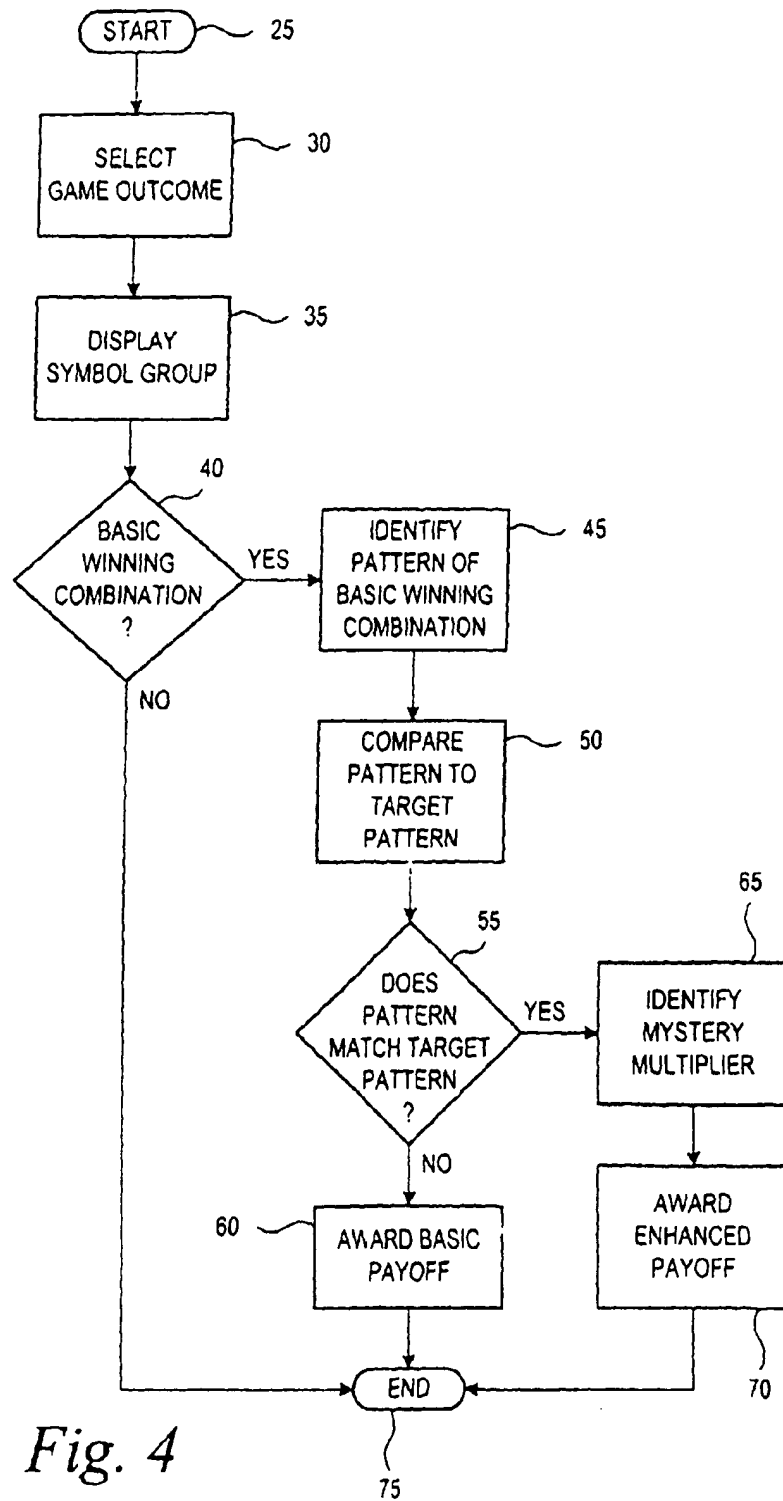 START
25
SELECT
GAME OUTCOME
30
DISPLAY
SYMBOL GROUP
35
BASIC
WINNING
COMBINATION
?
40
YES
NO
IDENTIFY
PATTERN OF
BASIC WINNING
COMBINATION
45
COMPARE
PATTERN TO
TARGET
PATTERN
50
DOES
PATTERN
MATCH TARGET
PATTERN
?
55
YES
NO
IDENTIFY
MYSTERY
MULTIPLIER
65
60
AWARD BASIC
PAYOFF
AWARD
ENHANCED
PAYOFF
70
END
75
Fig. 4